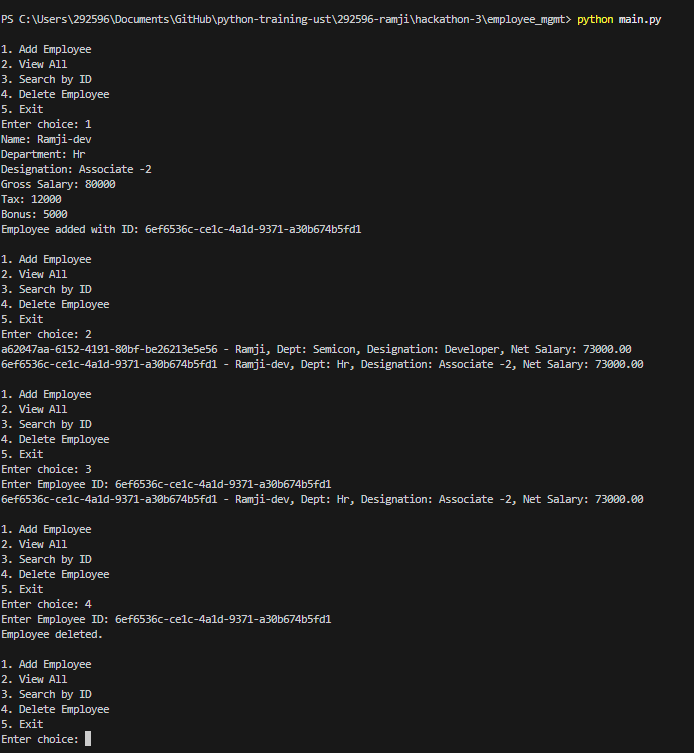 PS C:\Users\292596\Documents\GitHub\python-training-ust\292596-ramji\hackathon-3\employee_mgmt> python main.py
1. Add Employee
2. View All
3. Search by ID
4. Delete Employee
5. Exit
Enter choice: 1
Name: Ramji-dev
Department: Hr
Designation: Associate -2
Gross Salary: 80000
Tax: 12000
Bonus: 5000
Employee added with ID: 6ef6536c-ce1c-4a1d-9371-a30b674b5fd1
1. Add Employee
2. View All
3. Search by ID
4. Delete Employee
5. Exit
Enter choice: 2
a62047aa-6152-4191-80bf-be26213e5e56 - Ramji, Dept: Semicon, Designation: Developer, Net Salary: 73000.00
6ef6536c-ce1c-4a1d-9371-a30b674b5fd1 - Ramji-dev, Dept: Hr, Designation: Associate -2, Net Salary: 73000.00
1. Add Employee
2. View All
3. Search by ID
4. Delete Employee
5. Exit
Enter choice: 3
Enter Employee ID: 6ef6536c-ce1c-4a1d-9371-a30b674b5fd1
6ef6536c-ce1c-4a1d-9371-a30b674b5fd1 - Ramji-dev, Dept: Hr, Designation: Associate -2, Net Salary: 73000.00
1. Add Employee
2. View All
3. Search by ID
4. Delete Employee
5. Exit
Enter choice: 4
Enter Employee ID: 6ef6536c-ce1c-4a1d-9371-a30b674b5fd1
Employee deleted.
1. Add Employee
2. View All
3. Search by ID
4. Delete Employee
5. Exit
Enter choice: